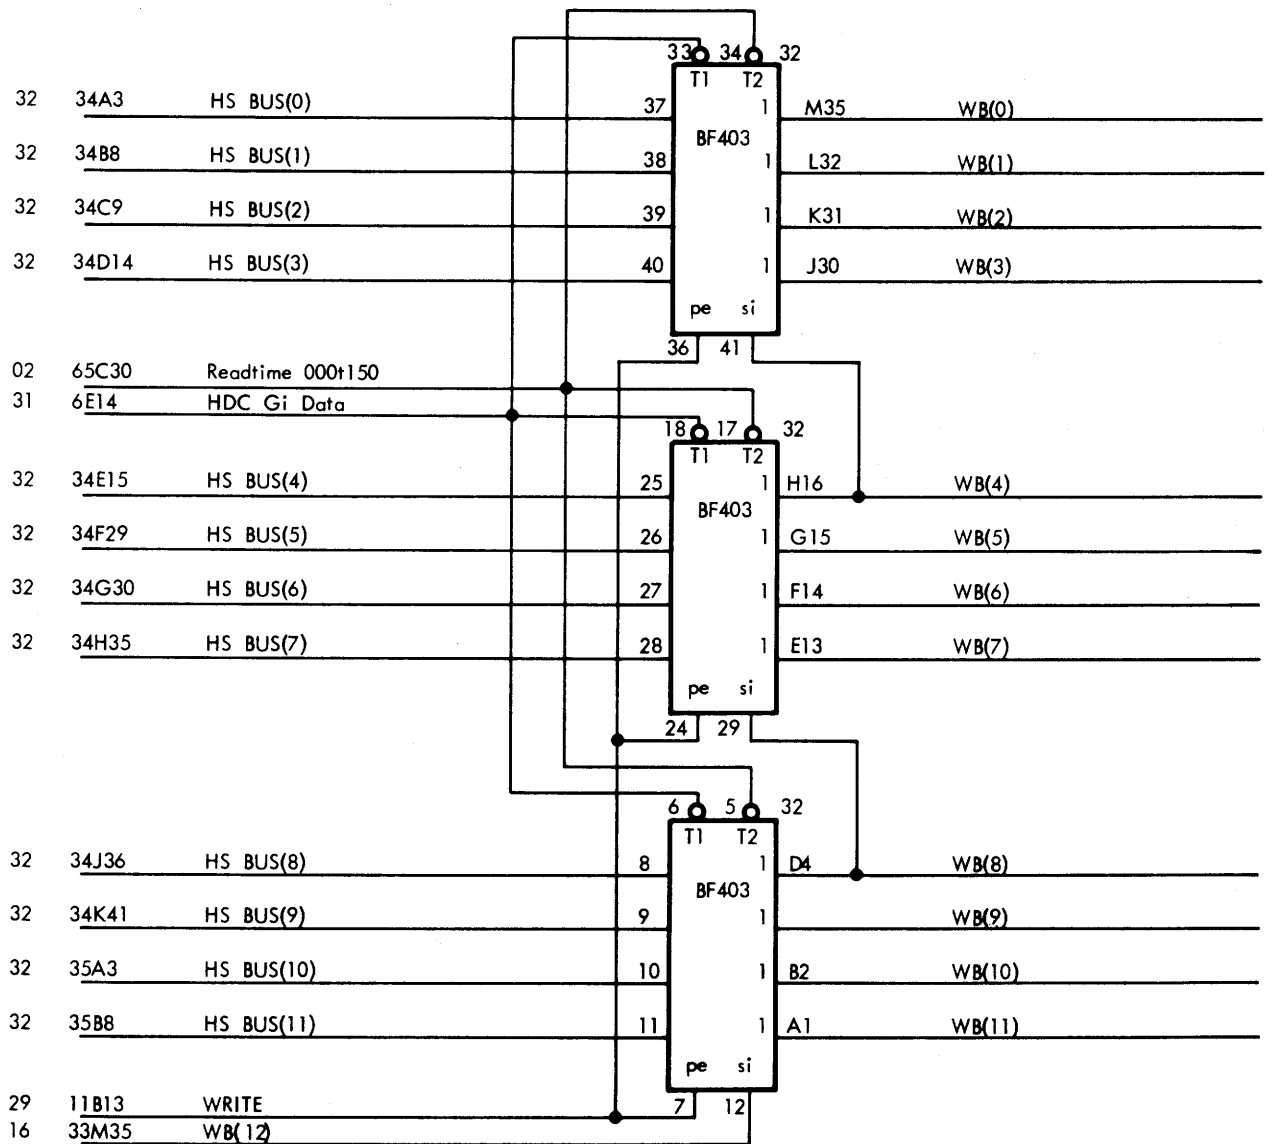 33 34 32
T1 T2
32 34A3 HS BUS(0) 37 1 M35 WB(0)
BF403
32 34B8 HS BUS(1) 38 1 L32 WB(1)
32 34C9 HS BUS(2) 39 1 K31 WB(2)
32 34D14 HS BUS(3) 40 1 J30 WB(3)
pe si
36 41
02 65C30 Readtime 000t150
31 6E14 HDC Gi Data
18 17 32
T1 T2
32 34E15 HS BUS(4) 25 1 H16 WB(4)
BF403
32 34F29 HS BUS(5) 26 1 G15 WB(5)
32 34G30 HS BUS(6) 27 1 F14 WB(6)
32 34H35 HS BUS(7) 28 1 E13 WB(7)
pe si
24 29
6 5 32
T1 T2
32 34J36 HS BUS(8) 8 1 D4 WB(8)
BF403
32 34K41 HS BUS(9) 9 1 WB(9)
32 35A3 HS BUS(10) 10 1 B2 WB(10)
32 35B8 HS BUS(11) 11 1 A1 WB(11)
pe si
29 11B13 WRITE 7 12
16 33M35 WB(12)